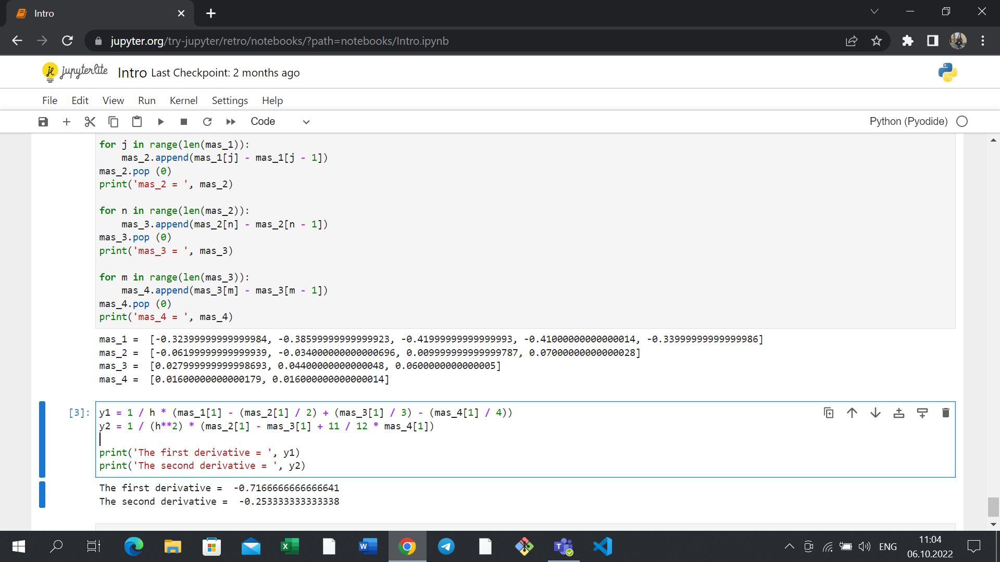 Intro
jupyter.org/try-jupyter/retro/notebooks/?path=notebooks/Intro.ipynb
jupyterlite Intro Last Checkpoint: 2 months ago
File Edit View Run Kernel Settings Help
Code Python (Pyodide)
for j in range(len(mas_1)):
    mas_2.append(mas_1[j] - mas_1[j - 1])
mas_2.pop (0)
print('mas_2 = ', mas_2)
for n in range(len(mas_2)):
    mas_3.append(mas_2[n] - mas_2[n - 1])
mas_3.pop (0)
print('mas_3 = ', mas_3)
for m in range(len(mas_3)):
    mas_4.append(mas_3[m] - mas_3[m - 1])
mas_4.pop (0)
print('mas_4 = ', mas_4)
mas_1 =  [-0.32399999999999984, -0.38599999999999923, -0.41999999999999993, -0.41000000000000014, -0.33999999999999986]
mas_2 =  [-0.06199999999999939, -0.034000000000000696, 0.009999999999999787, 0.07000000000000028]
mas_3 =  [0.027999999999998693, 0.04400000000000048, 0.0600000000000005]
mas_4 =  [0.01600000000000179, 0.016000000000000014]
[3]: y1 = 1 / h * (mas_1[1] - (mas_2[1] / 2) + (mas_3[1] / 3) - (mas_4[1] / 4))
y2 = 1 / (h**2) * (mas_2[1] - mas_3[1] + 11 / 12 * mas_4[1])
print('The first derivative = ', y1)
print('The second derivative = ', y2)
The first derivative =  -0.7166666666666641
The second derivative =  -0.253333333333338
ENG 11:04
06.10.2022